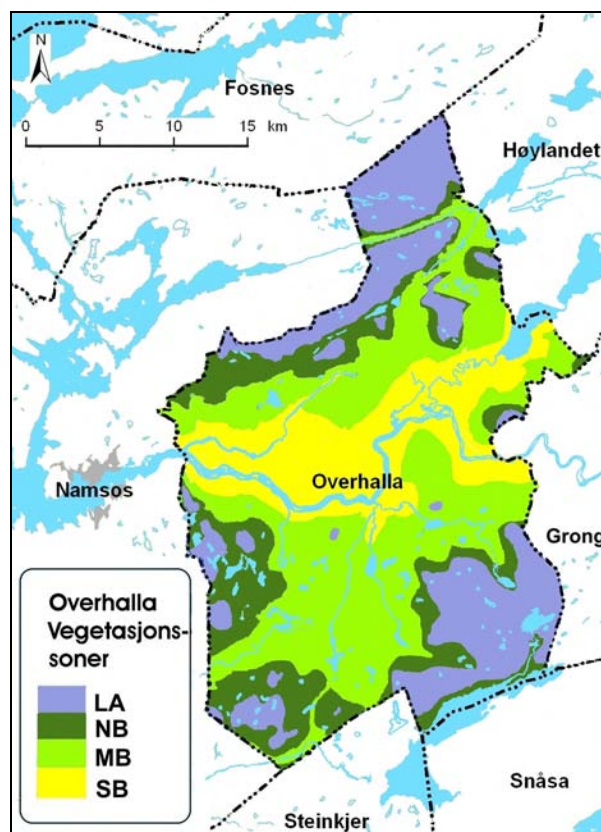 N
Fosnes
0 5 10 15
km
Høylandet
Overhalla
Namsos
Grong
Overhalla
Vegetasjons-
soner
LA
NB
MB
SB
Snåsa
Steinkjer